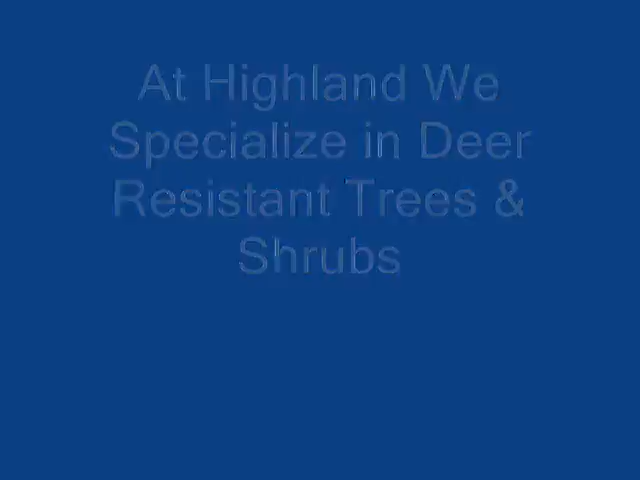 At Highland We
Specialize in Deer
Resistant Trees &
Shrubs